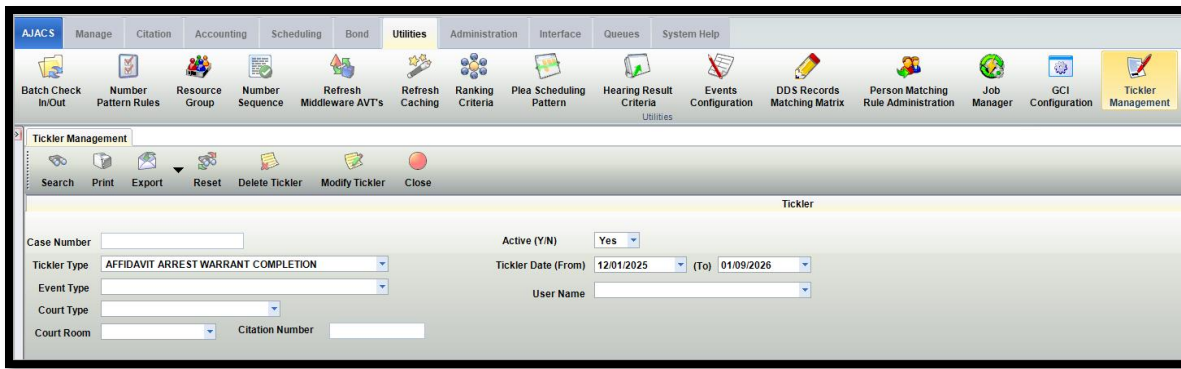 AJACS Manage Citation Accounting Scheduling Bond Utilities Administration Interface Queues System Help
Batch Check In/Out
Number Pattern Rules
Resource Group
Number Sequence
Refresh Middleware AVT's
Refresh Caching
Ranking Criteria
Plea Scheduling Pattern
Hearing Result Criteria
Events Configuration
DDS Records Matching Matrix
Person Matching Rule Administration
Job Manager
GCI Configuration
Tickler Management
Utilities
Tickler Management
Search Print Export Reset Delete Tickler Modify Tickler Close
Tickler
Case Number Active (Y/N) Yes
Tickler Type AFFIDAVIT ARREST WARRANT COMPLETION Tickler Date (From) 12/01/2025 (To) 01/09/2026
Event Type User Name
Court Type
Court Room Citation Number